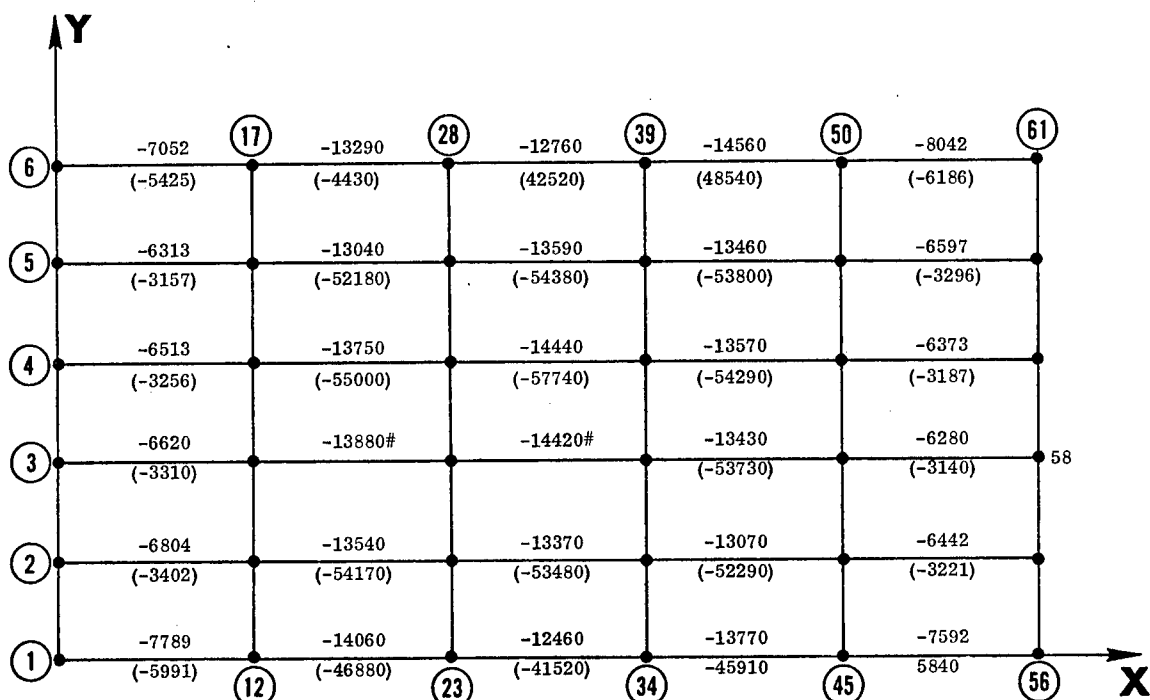 Y
17 28 39 50 61
6 -7052 -13290 -12760 -14560 -8042
(-5425) (-4430) (42520) (48540) (-6186)
5 -6313 -13040 -13590 -13460 -6597
(-3157) (-52180) (-54380) (-53800) (-3296)
4 -6513 -13750 -14440 -13570 -6373
(-3256) (-55000) (-57740) (-54290) (-3187)
3 -6620 -13880# -14420# -13430 -6280 58
(-3310) (-53730) (-3140)
2 -6804 -13540 -13370 -13070 -6442
(-3402) (-54170) (-53480) (-52290) (-3221)
1 -7789 -14060 -12460 -13770 -7592
(-5991) (-46880) (-41520) -45910 5840
12 23 34 45 56 X